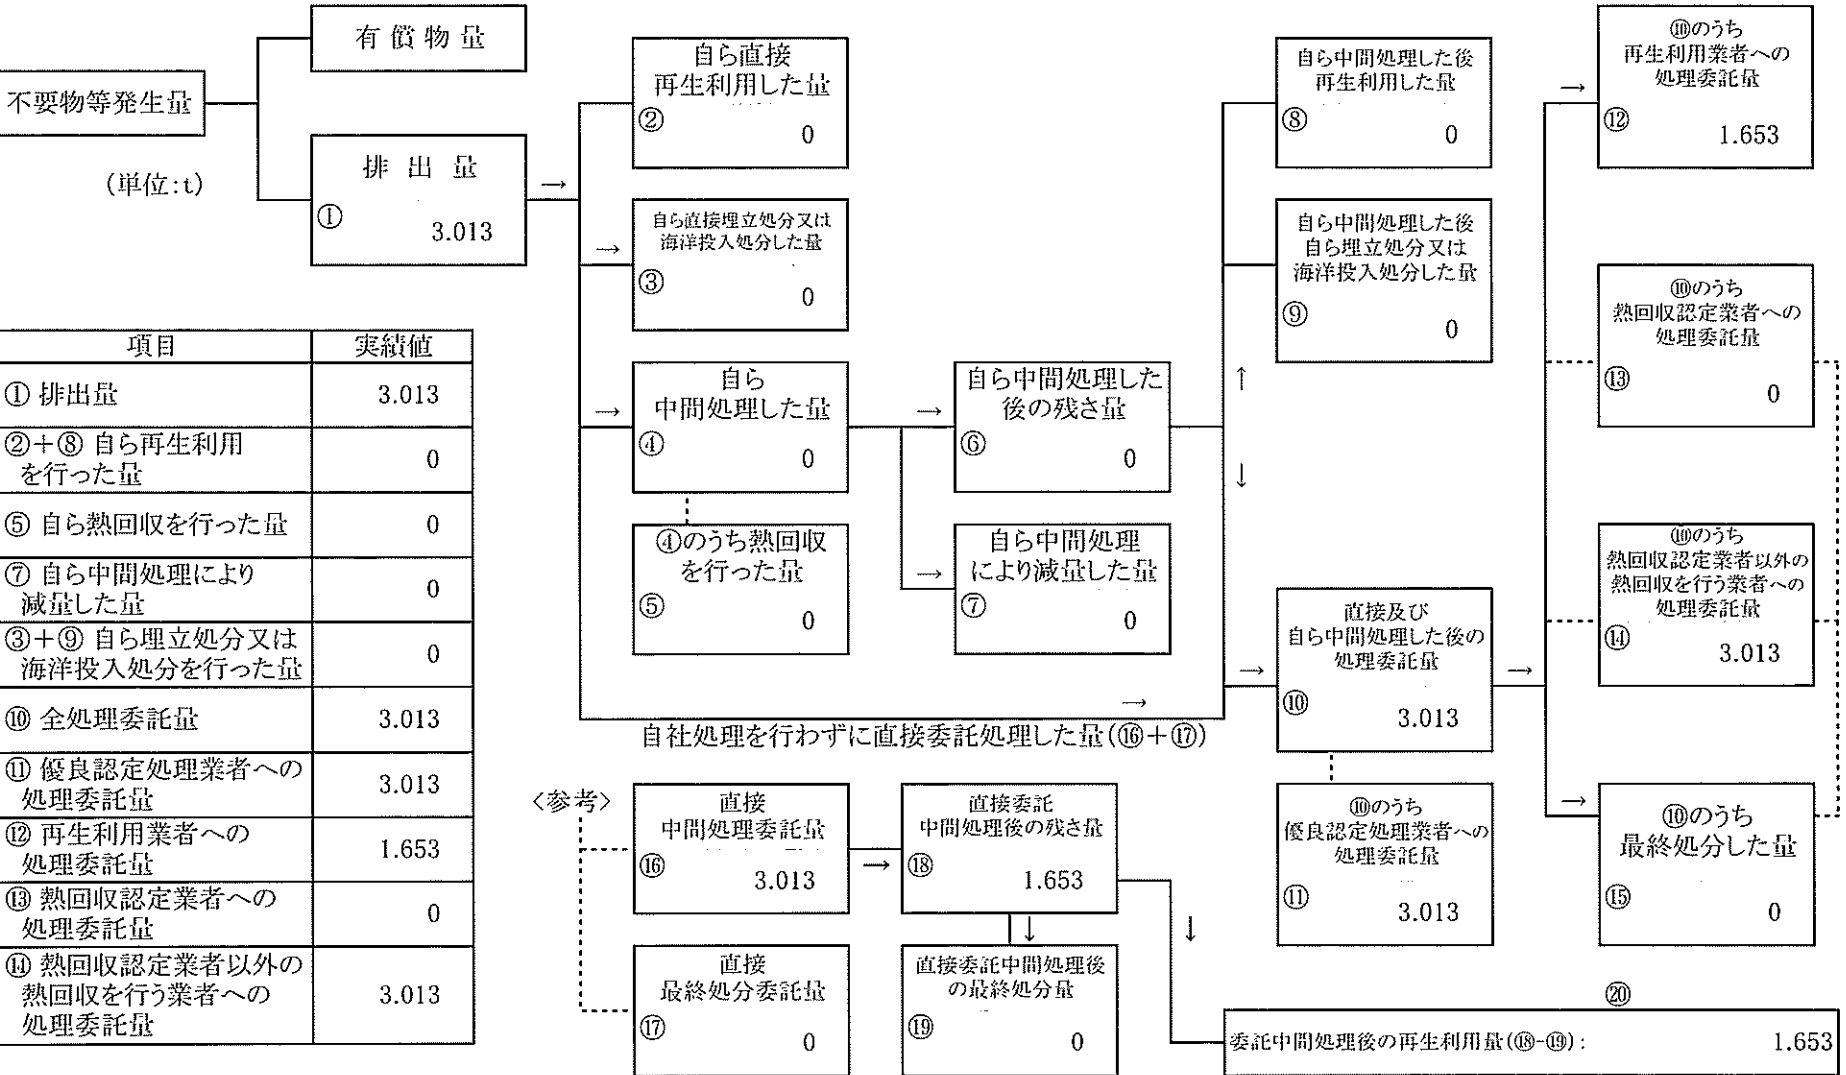 有償物量
不要物等発生量
(単位:t)
排出量
①
3.013
→
自ら直接
再生利用した量
②
0
→
自ら直接埋立処分又は
海洋投入処分した量
③
0
→
自ら
中間処理した量
④
0
④のうち熱回収
を行った量
⑤
0
→
自ら中間処理した
後の残さ量
⑥
0
→
自ら中間処理
により減量した量
⑦
0
↑
↓
自ら中間処理した後
再生利用した量
⑧
0
自ら中間処理した後
自ら埋立処分又は
海洋投入処分した量
⑨
0
→
自社処理を行わずに直接委託処理した量(⑯+⑰)
→
直接及び
自ら中間処理した後の
処理委託量
⑩
3.013
→
⑩のうち
優良認定処理業者への
処理委託量
⑪
3.013
→
⑩のうち
再生利用業者への
処理委託量
⑫
1.653
⑩のうち
熱回収認定業者への
処理委託量
⑬
0
⑩のうち
熱回収認定業者以外の
熱回収を行う業者への
処理委託量
⑭
3.013
→
⑩のうち
最終処分した量
⑮
0
項目 実績値
① 排出量 3.013
②+⑧ 自ら再生利用
を行った量 0
⑤ 自ら熱回収を行った量 0
⑦ 自ら中間処理により
減量した量 0
③+⑨ 自ら埋立処分又は
海洋投入処分を行った量 0
⑩ 全処理委託量 3.013
⑪ 優良認定処理業者への
処理委託量 3.013
⑫ 再生利用業者への
処理委託量 1.653
⑬ 熱回収認定業者への
処理委託量 0
⑭ 熱回収認定業者以外の
熱回収を行う業者への
処理委託量 3.013
<参考>
直接
中間処理委託量
⑯
3.013
→
直接
最終処分委託量
⑰
0
直接委託
中間処理後の残さ量
⑱
1.653
↓
直接委託中間処理後
の最終処分量
⑲
0
↓
⑳
委託中間処理後の再生利用量(⑱-⑲): 1.653